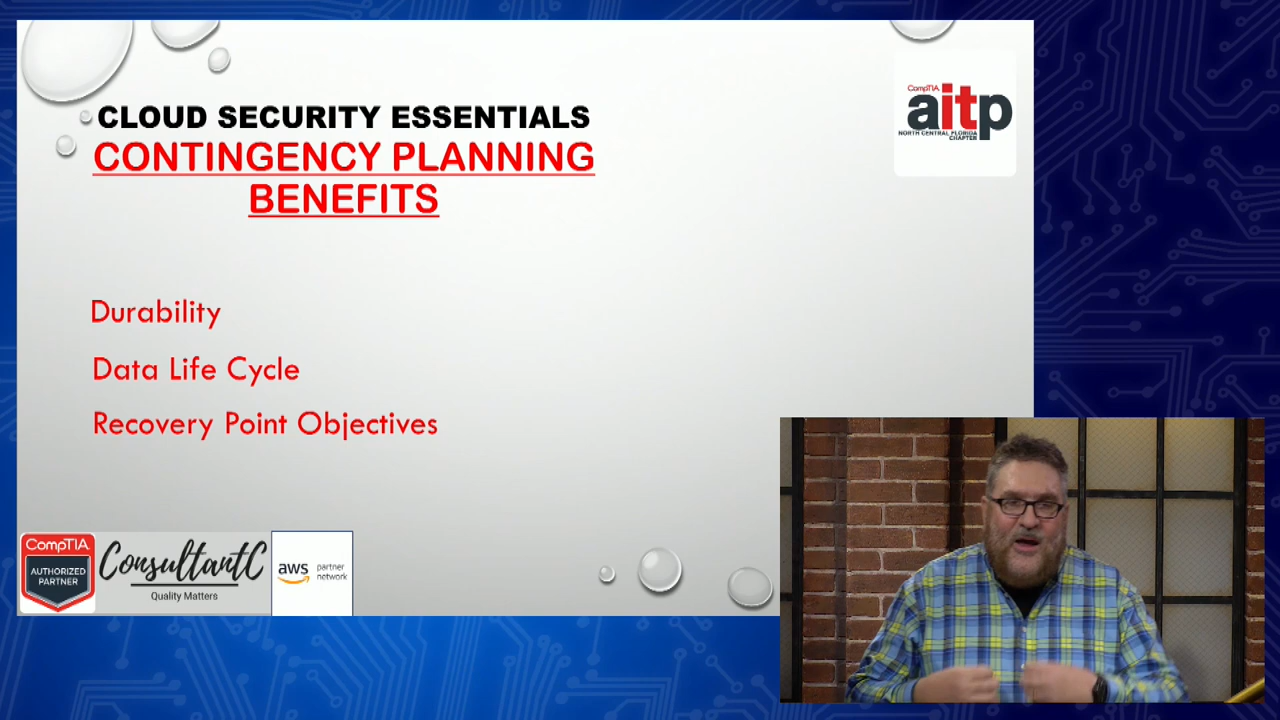 CLOUD SECURITY ESSENTIALS
CONTINGENCY PLANNING
BENEFITS
CompTIA
aitp
NORTH CENTRAL FLORIDA
CHAPTER
Durability
Data Life Cycle
Recovery Point Objectives
CompTIA
AUTHORIZED
PARTNER
ConsultantC
Quality Matters
aws
partner
network